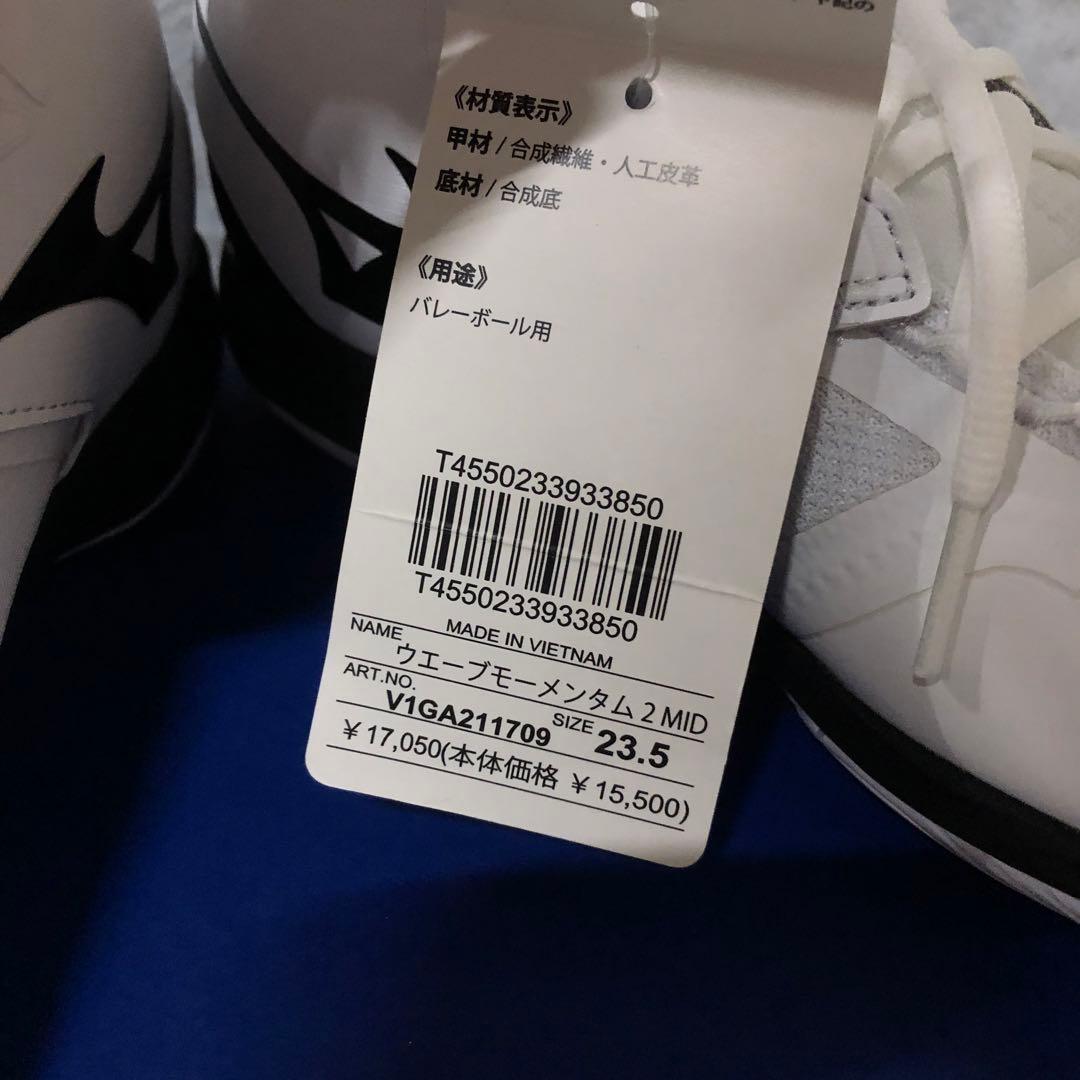 《材質表示》
甲材 / 合成繊維・人工皮革
底材 / 合成底
《用途》
バレーボール用
T4550233933850
T4550233933850
MADE IN VIETNAM
NAME ウエーブモーメンタム 2 MID
ART.NO. V1GA211709 SIZE 23.5
¥17,050(本体価格 ¥15,500)